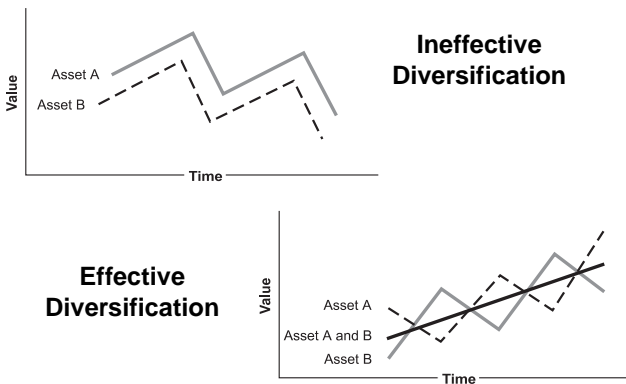 Ineffective
Diversification
Asset A
Asset B
Value
Time
Effective
Diversification
Asset A
Asset A and B
Asset B
Value
Time